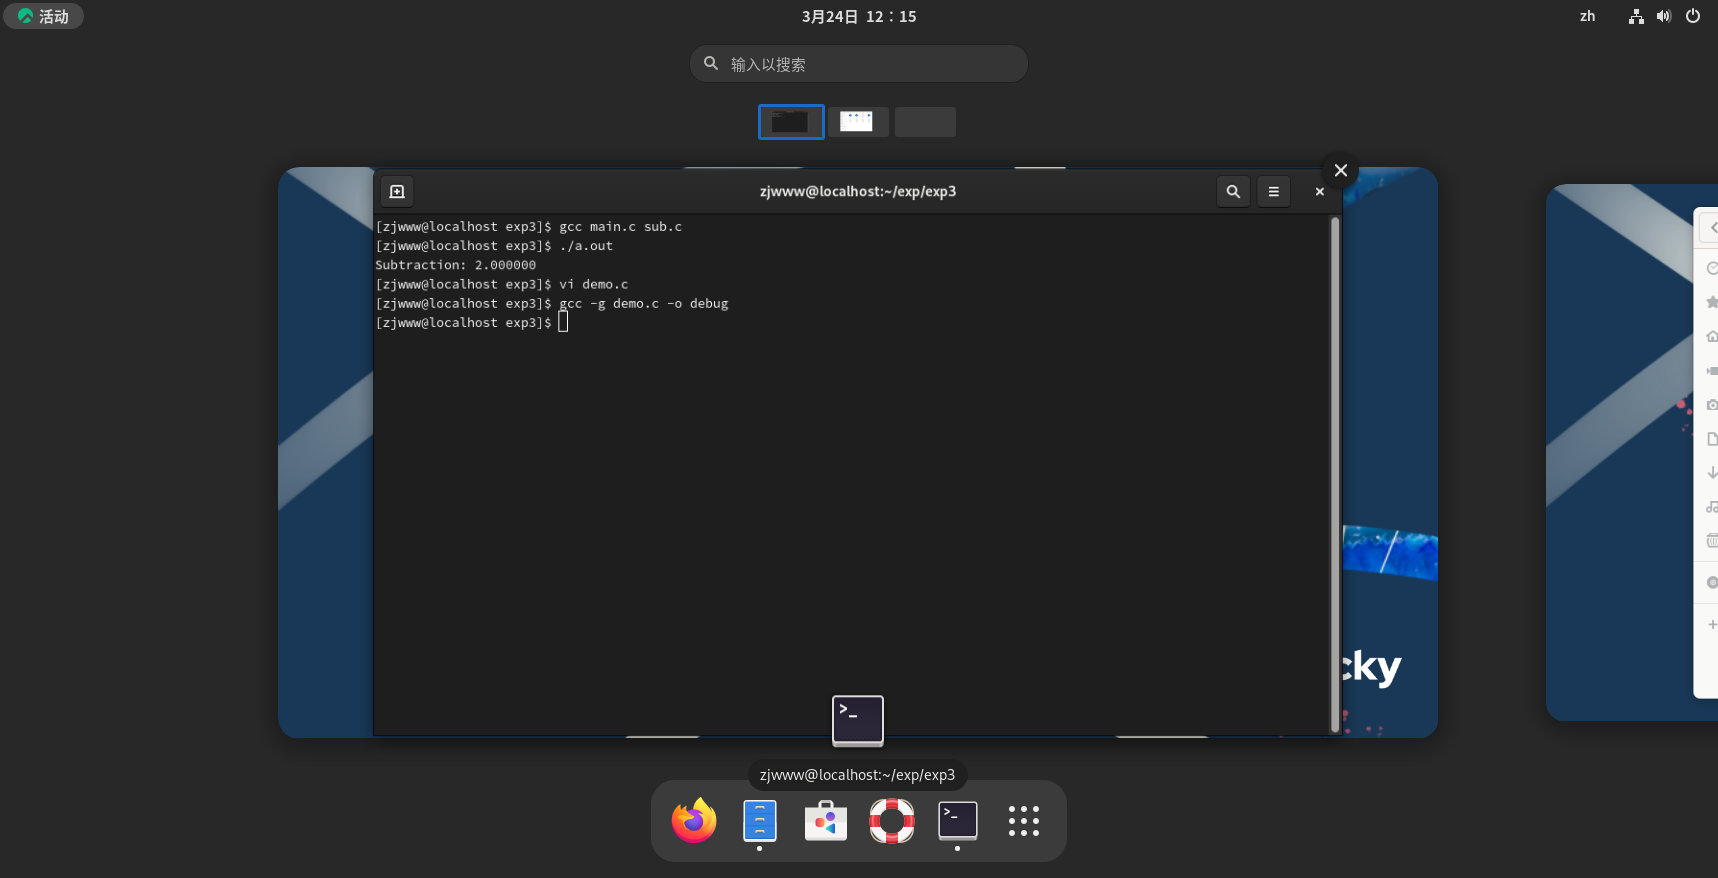 活动
3月24日 12：15
zh
输入以搜索
zjwww@localhost:~/exp/exp3
[zjwww@localhost exp3]$ gcc main.c sub.c
[zjwww@localhost exp3]$ ./a.out
Subtraction: 2.000000
[zjwww@localhost exp3]$ vi demo.c
[zjwww@localhost exp3]$ gcc -g demo.c -o debug
[zjwww@localhost exp3]$
cky
>_
zjwww@localhost:~/exp/exp3
>_